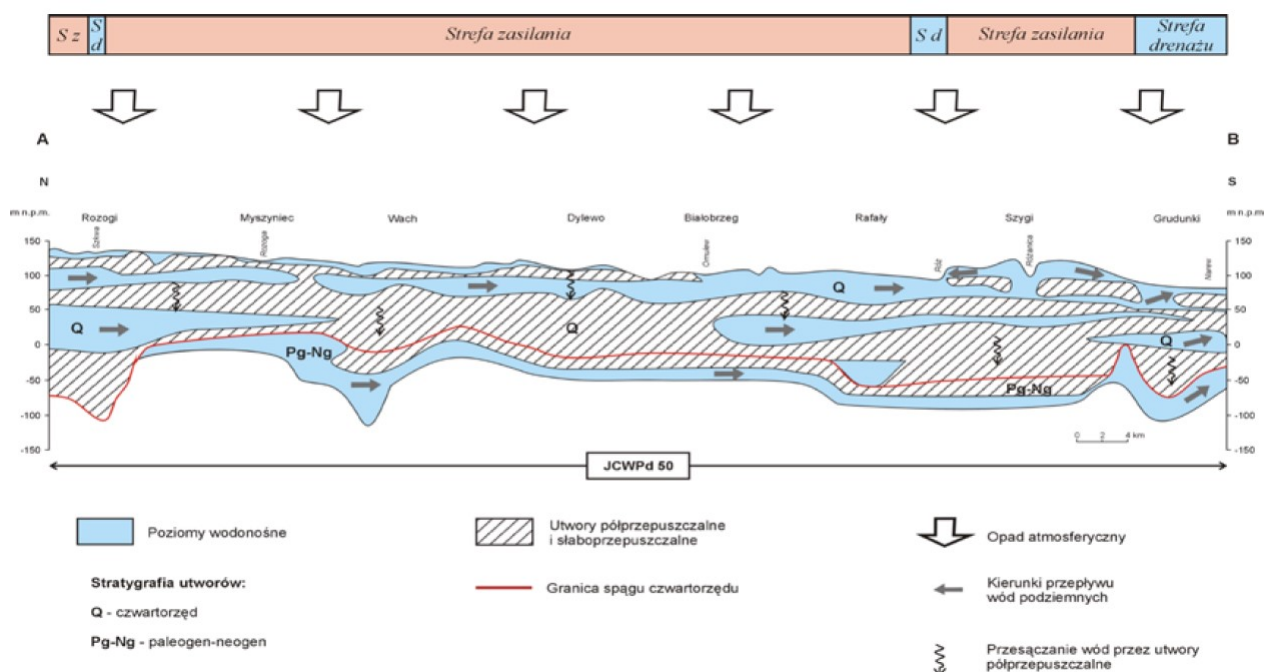 S z
S d
Strefa zasilania
S d
Strefa zasilania
Strefa drenażu
A
B
N
S
m n.p.m.
Rozogi
Myszyniec
Wach
Dylewo
Białobrzeg
Rafały
Szygi
Grudunki
m n.p.m.
Szkwa
Rozoga
Omulew
Róż
Różanica
Narew
150
100
50
0
-50
-100
-150
150
100
50
0
-50
-100
-150
Q
Q
Q
Q
Pg-Ng
Pg-Ng
0 2 4 km
JCWPd 50
Poziomy wodonośne
Utwory półprzepuszczalne
i słaboprzepuszczalne
Opad atmosferyczny
Stratygrafia utworów:
Granica spągu czwartorzędu
Kierunki przepływu
wód podziemnych
Q - czwartorzęd
Pg-Ng - paleogen-neogen
Przesączanie wód przez utwory
półprzepuszczalne